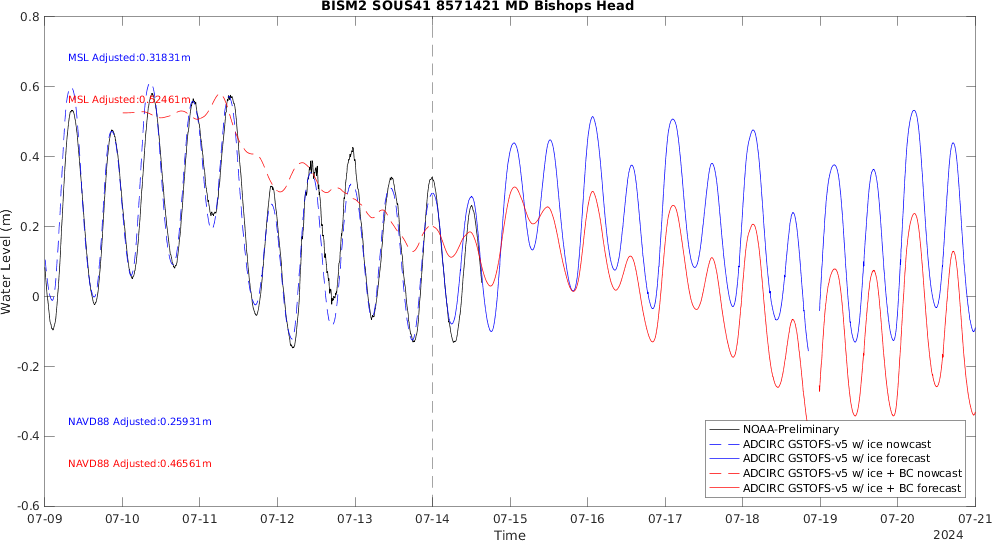 BISM2 SOUS41 8571421 MD Bishops Head
0.8
0.6
0.4
0.2
0
-0.2
-0.4
-0.6
Water Level (m)
MSL Adjusted:0.31831m
MSL Adjusted:0.52461m
NAVD88 Adjusted:0.25931m
NAVD88 Adjusted:0.46561m
NOAA-Preliminary
ADCIRC GSTOFS-v5 w/ ice nowcast
ADCIRC GSTOFS-v5 w/ ice forecast
ADCIRC GSTOFS-v5 w/ ice + BC nowcast
ADCIRC GSTOFS-v5 w/ ice + BC forecast
07-09 07-10 07-11 07-12 07-13 07-14 07-15 07-16 07-17 07-18 07-19 07-20 07-21
Time
2024